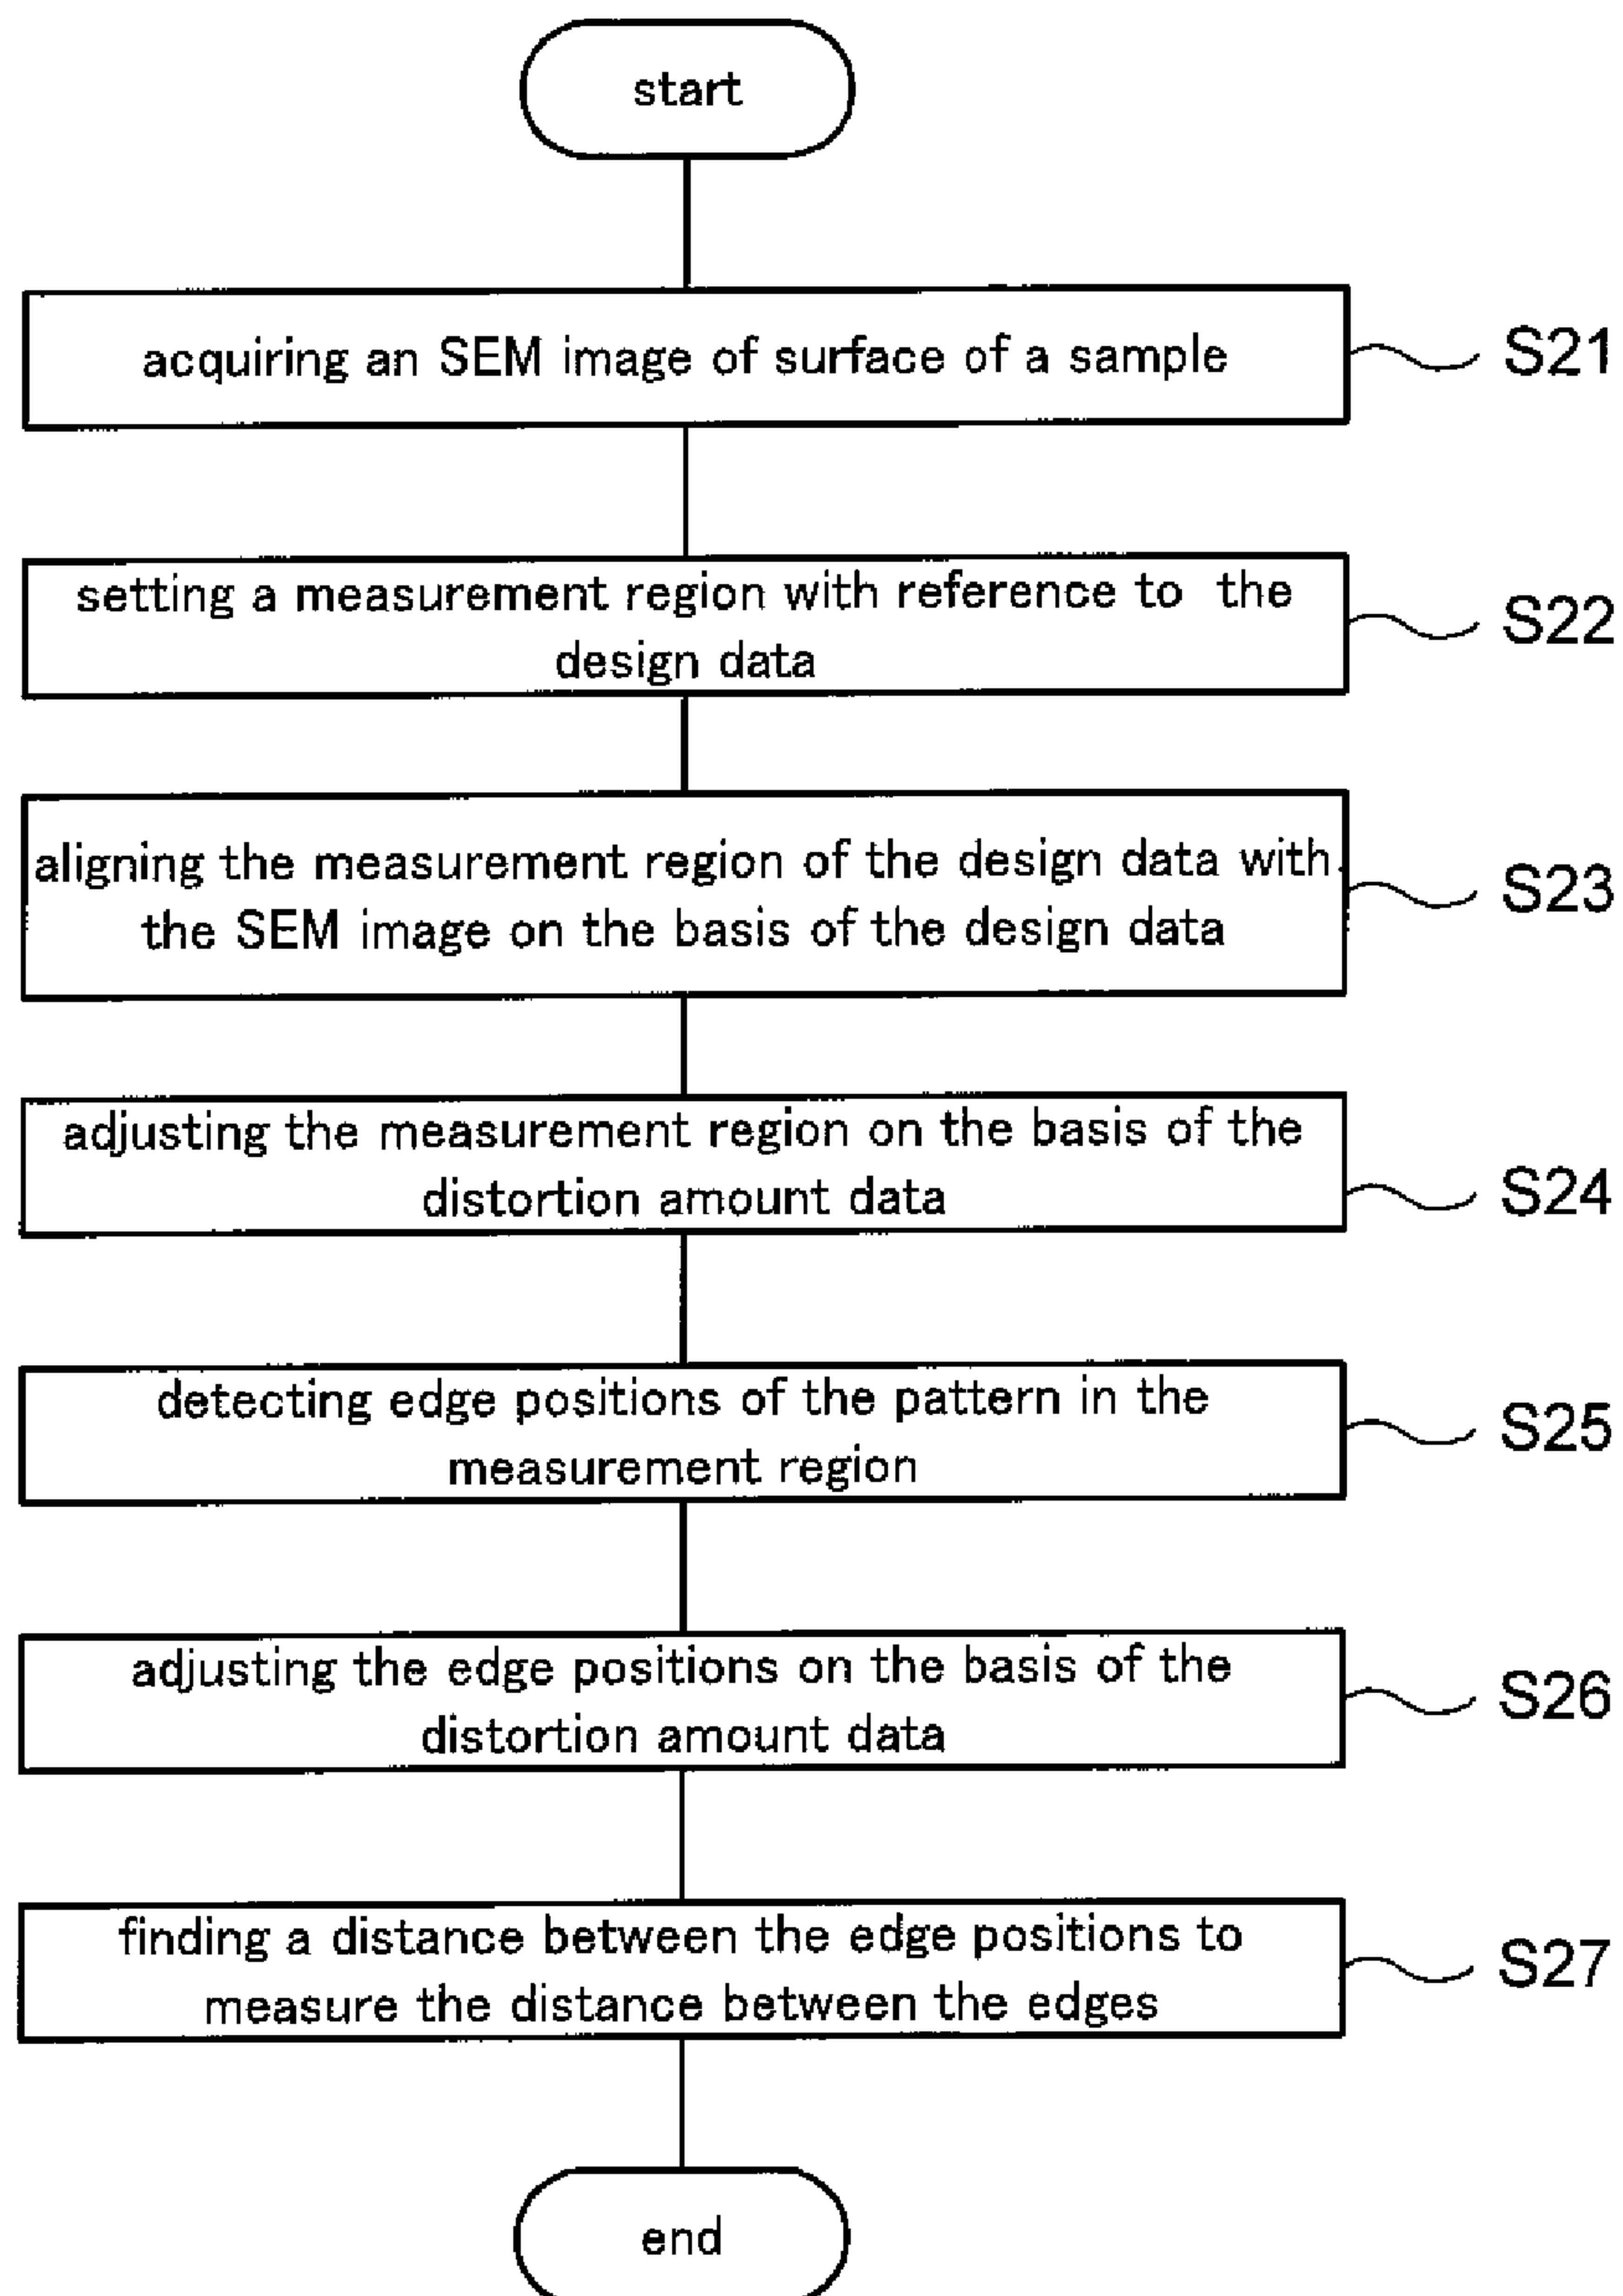 start
acquiring an SEM image of surface of a sample
S21
setting a measurement region with reference to the
design data
S22
aligning the measurement region of the design data with
the SEM image on the basis of the design data
S23
adjusting the measurement region on the basis of the
distortion amount data
S24
detecting edge positions of the pattern in the
measurement region
S25
adjusting the edge positions on the basis of the
distortion amount data
S26
finding a distance between the edge positions to
measure the distance between the edges
S27
end